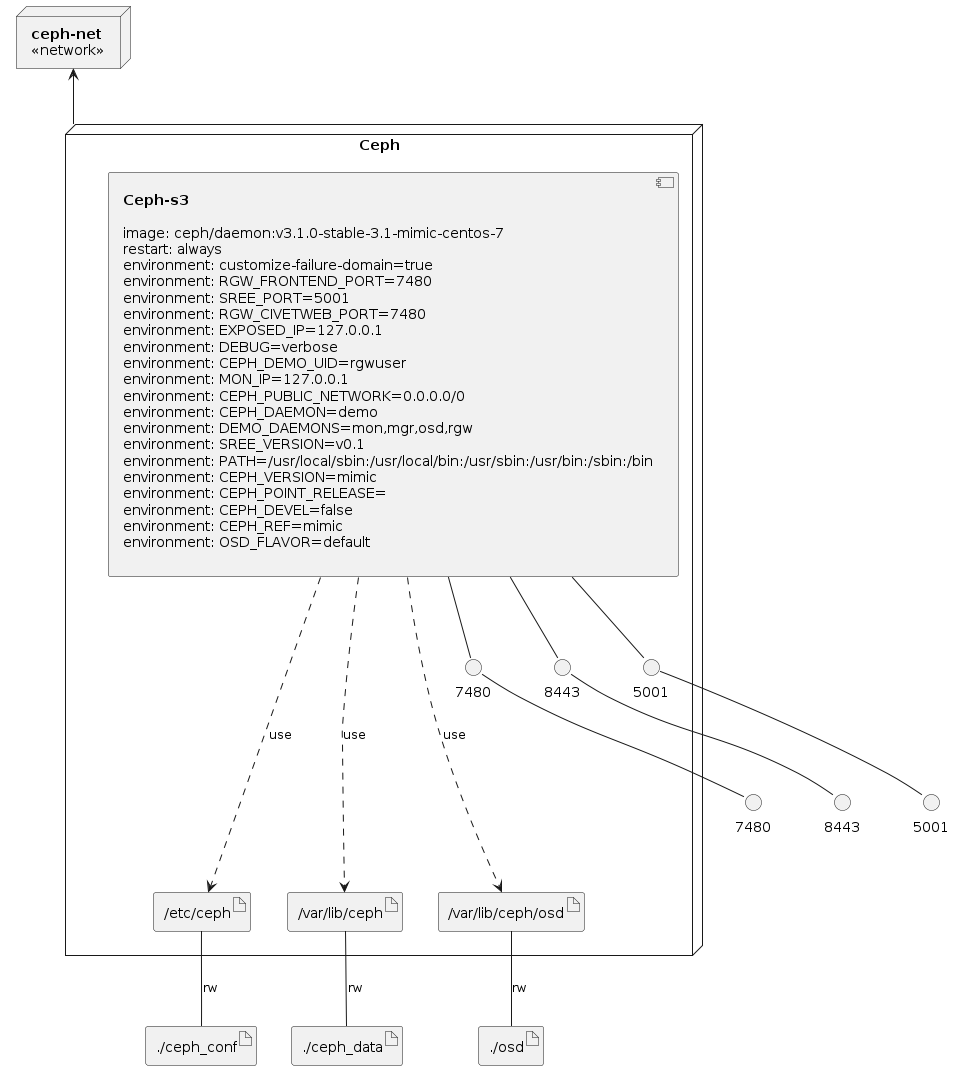 ceph-net
«network»
Ceph
Ceph-s3
image: ceph/daemon:v3.1.0-stable-3.1-mimic-centos-7
restart: always
environment: customize-failure-domain=true
environment: RGW_FRONTEND_PORT=7480
environment: SREE_PORT=5001
environment: RGW_CIVETWEB_PORT=7480
environment: EXPOSED_IP=127.0.0.1
environment: DEBUG=verbose
environment: CEPH_DEMO_UID=rgwuser
environment: MON_IP=127.0.0.1
environment: CEPH_PUBLIC_NETWORK=0.0.0.0/0
environment: CEPH_DAEMON=demo
environment: DEMO_DAEMONS=mon,mgr,osd,rgw
environment: SREE_VERSION=v0.1
environment: PATH=/usr/local/sbin:/usr/local/bin:/usr/sbin:/usr/bin:/sbin:/bin
environment: CEPH_VERSION=mimic
environment: CEPH_POINT_RELEASE=
environment: CEPH_DEVEL=false
environment: CEPH_REF=mimic
environment: OSD_FLAVOR=default
7480
8443
5001
use
use
use
7480
8443
5001
/etc/ceph
/var/lib/ceph
/var/lib/ceph/osd
rw
rw
rw
./ceph_conf
./ceph_data
./osd